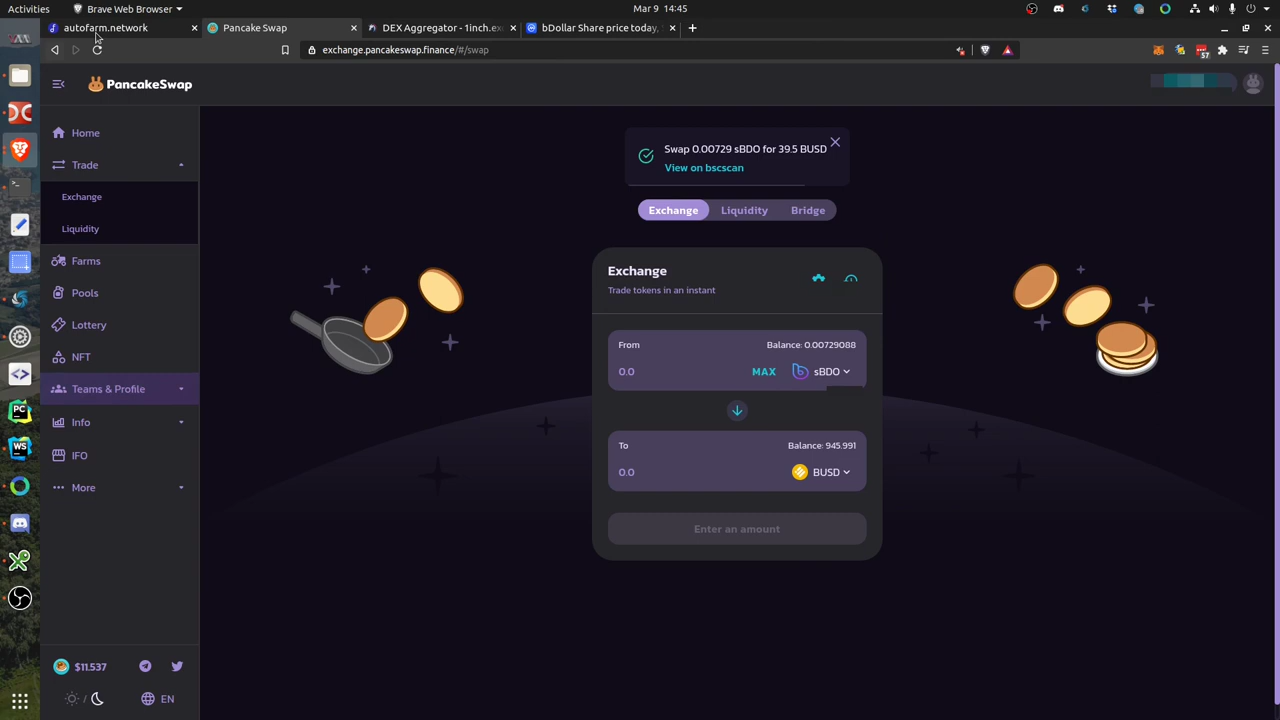 Activities
Brave Web Browser
Mar 9 14:45
autofarm.network
Pancake Swap
DEX Aggregator - 1inch.ex
bDollar Share price today,
exchange.pancakeswap.finance/#/swap
57
PancakeSwap
Home
Trade
Exchange
Liquidity
Farms
Pools
Lottery
NFT
Teams & Profile
Info
IFO
More
$11.537
EN
Swap 0.00729 sBDO for 39.5 BUSD
View on bscscan
Exchange
Liquidity
Bridge
Exchange
Trade tokens in an instant
From
Balance: 0.00729088
0.0
MAX
sBDO
To
Balance: 945.991
0.0
BUSD
Enter an amount
PC
WS